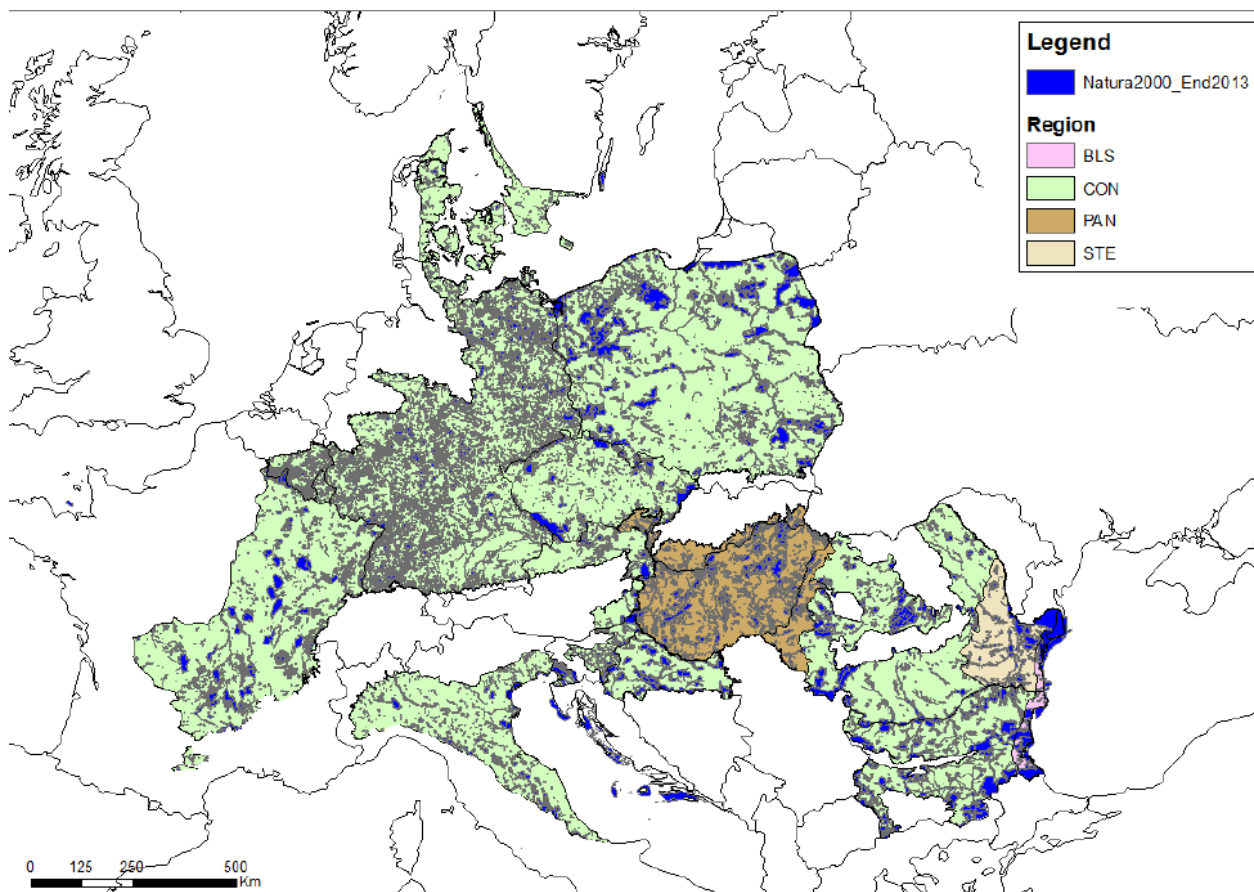 Legend
Natura2000_End2013
Region
BLS
CON
PAN
STE
0 125 250 500
Km